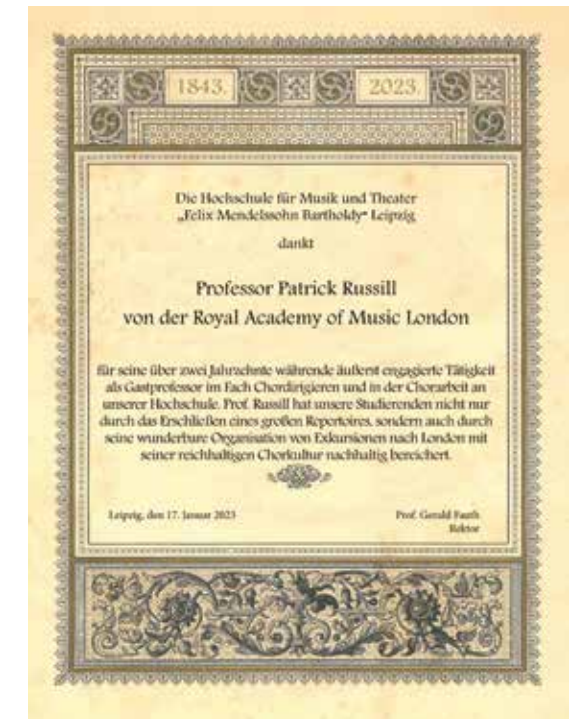 1843. 2023.
Die Hochschule für Musik und Theater
„Felix Mendelssohn Bartholdy“ Leipzig
dankt
Professor Patrick Russill
von der Royal Academy of Music London
für seine über zwei Jahrzehnte währende äußerst engagierte Tätigkeit
als Gastprofessor im Fach Chordirigieren und in der Chorarbeit an
unserer Hochschule. Prof. Russill hat unsere Studierenden nicht nur
durch das Erschließen eines großen Repertoires, sondern auch durch
seine wunderbare Organisation von Exkursionen nach London mit
seiner reichhaltigen Chorkultur nachhaltig bereichert.
Leipzig, den 17. Januar 2023
Prof. Gerald Fauth
Rektor